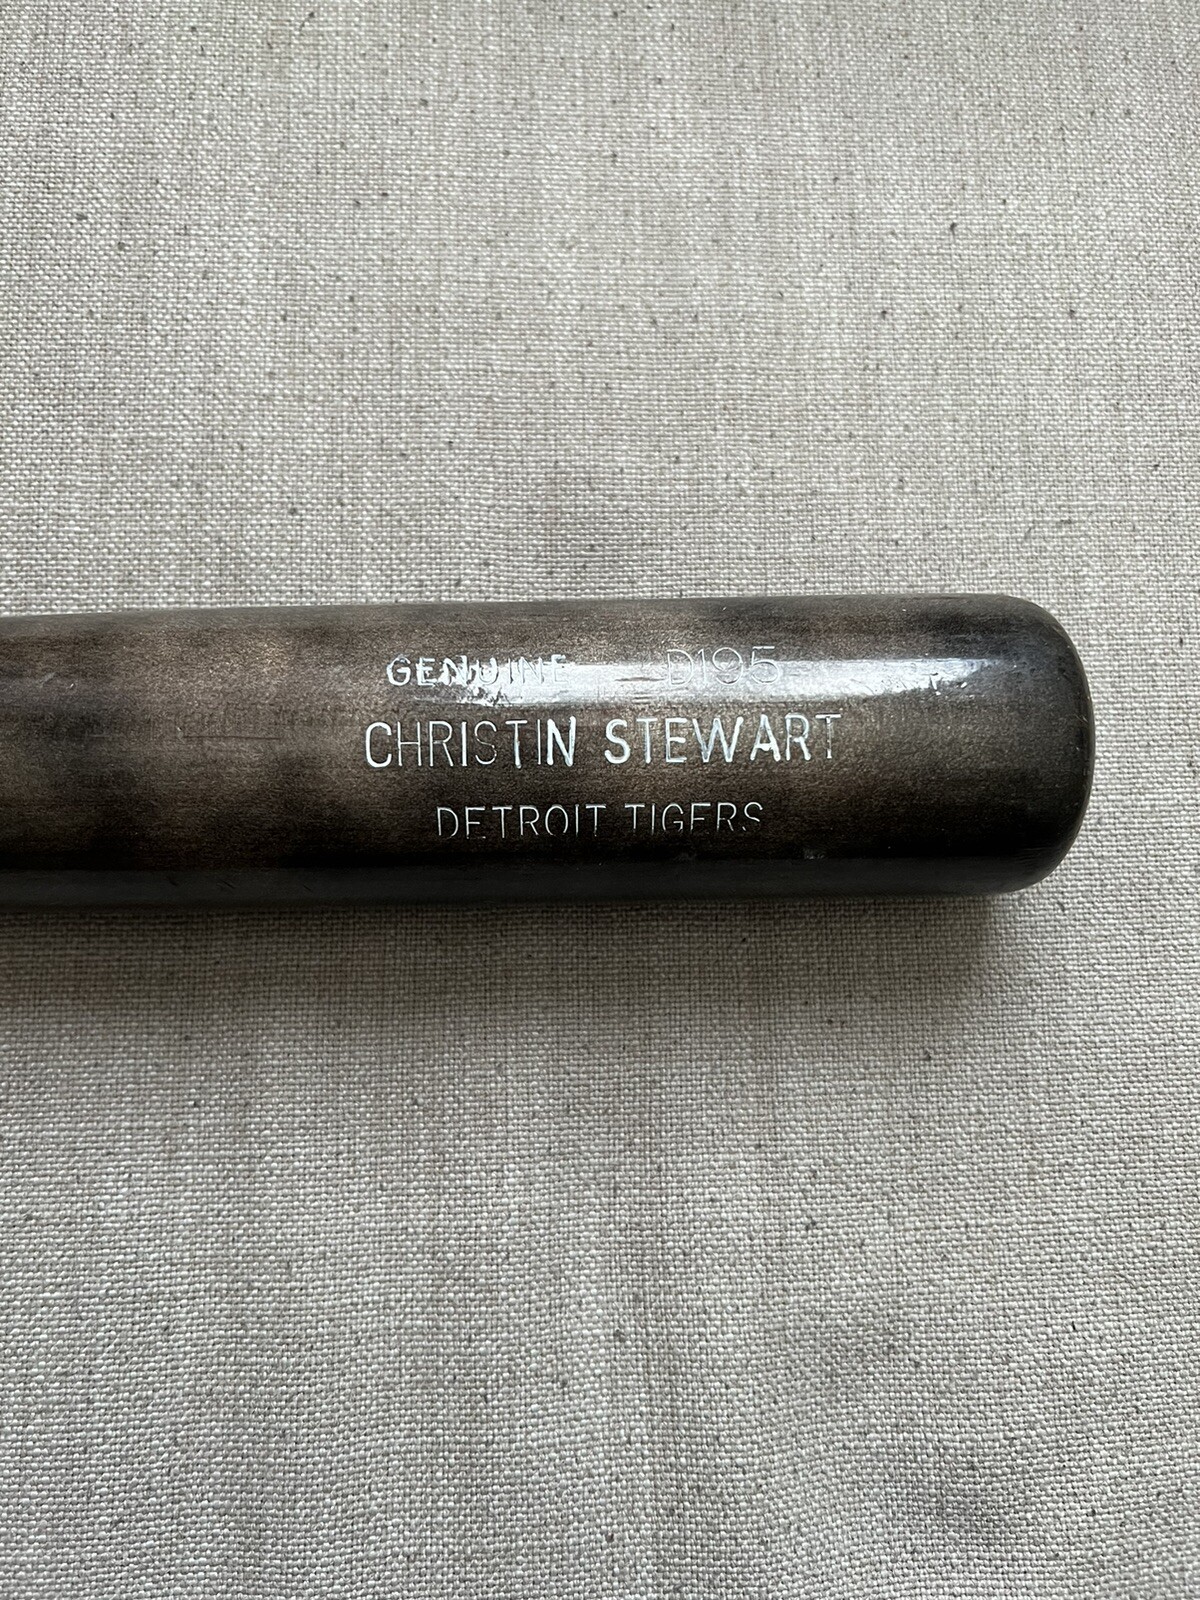 GENUINE D195
CHRISTIN STEWART
DETROIT TIGERS